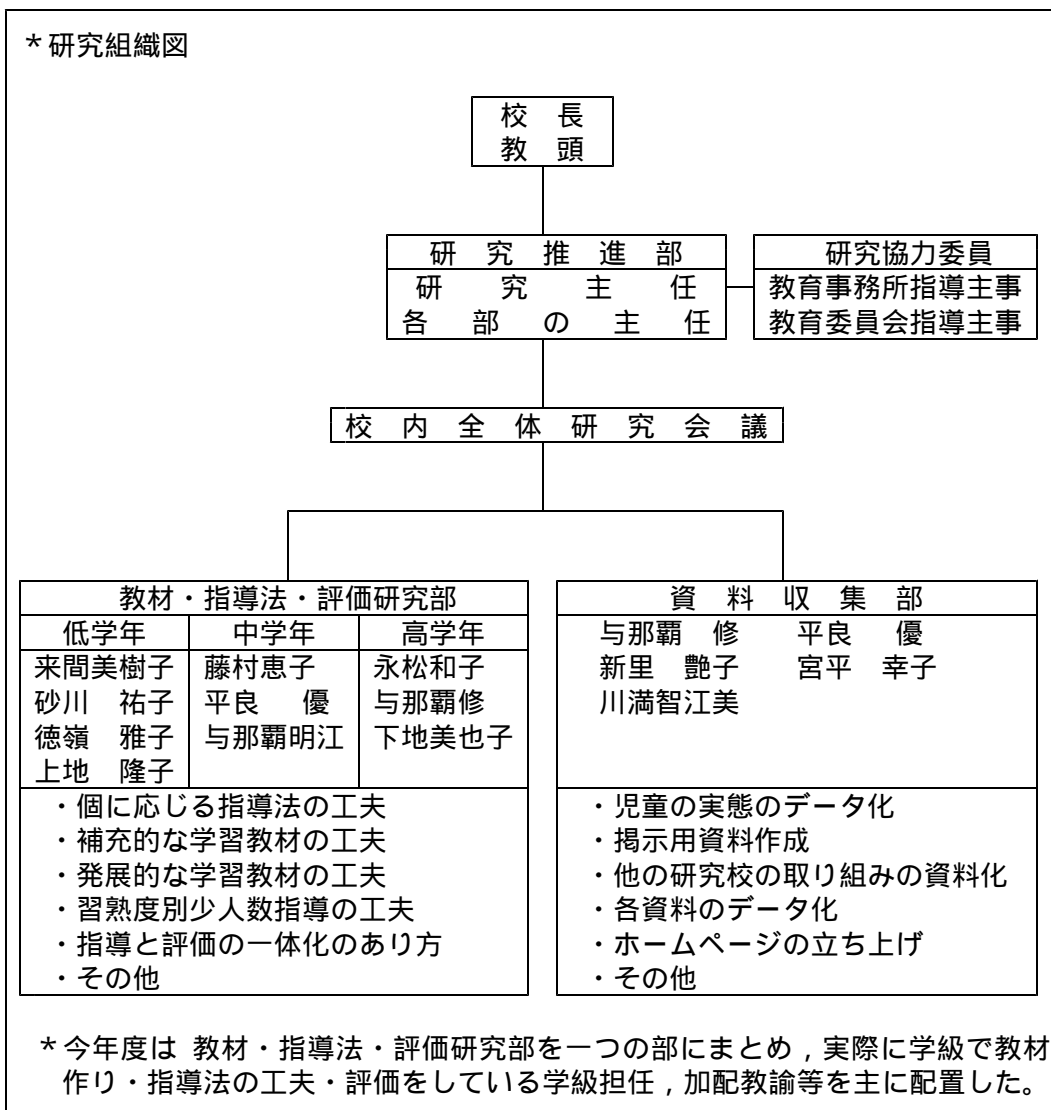 *研究組織図
校 長
教 頭
研 究 推 進 部
研 究 主 任
各 部 の 主 任
研究協力委員
教育事務所指導主事
教育委員会指導主事
校 内 全 体 研 究 会 議
教材・指導法・評価研究部
低学年 中学年 高学年
来間美樹子 藤村恵子 永松和子
砂川 祐子 平良 優 与那覇修
徳嶺 雅子 与那覇明江 下地美也子
上地 隆子
・個に応じる指導法の工夫
・補充的な学習教材の工夫
・発展的な学習教材の工夫
・習熟度別少人数指導の工夫
・指導と評価の一体化のあり方
・その他
資 料 収 集 部
与那覇 修 平良 優
新里 艶子 宮平 幸子
川満智江美
・児童の実態のデータ化
・掲示用資料作成
・他の研究校の取り組みの資料化
・各資料のデータ化
・ホームページの立ち上げ
・その他
*今年度は 教材・指導法・評価研究部を一つの部にまとめ,実際に学級で教材
作り・指導法の工夫・評価をしている学級担任,加配教諭等を主に配置した。